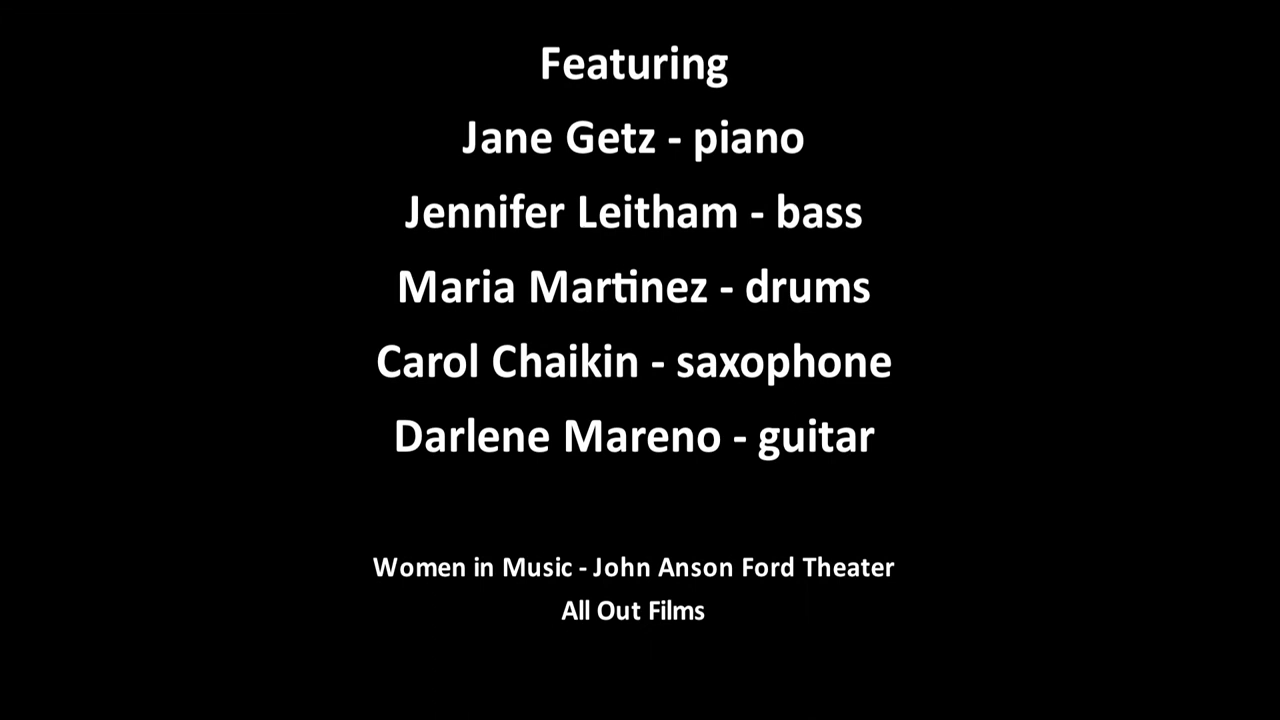 Featuring
Jane Getz - piano
Jennifer Leitham - bass
Maria Martinez - drums
Carol Chaikin - saxophone
Darlene Mareno - guitar
Women in Music - John Anson Ford Theater
All Out Films